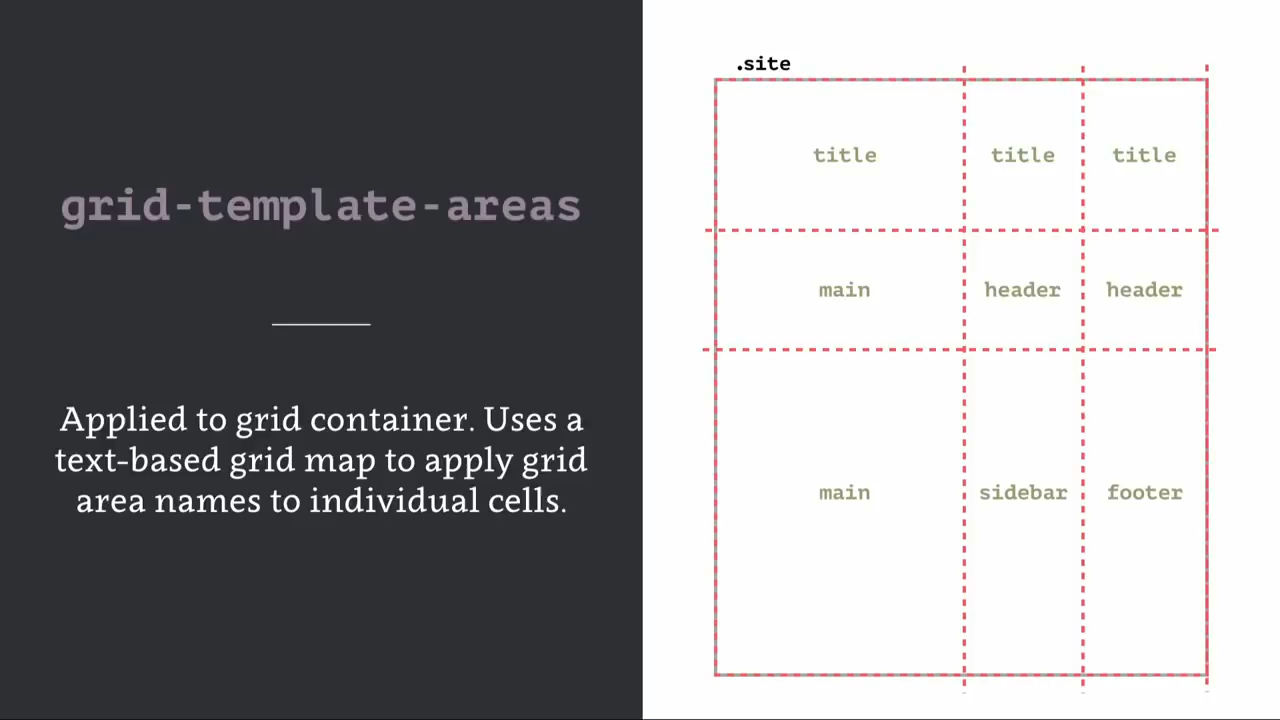 grid-template-areas
Applied to grid container. Uses a
text-based grid map to apply grid
area names to individual cells.
.site
title title title
main header header
main sidebar footer